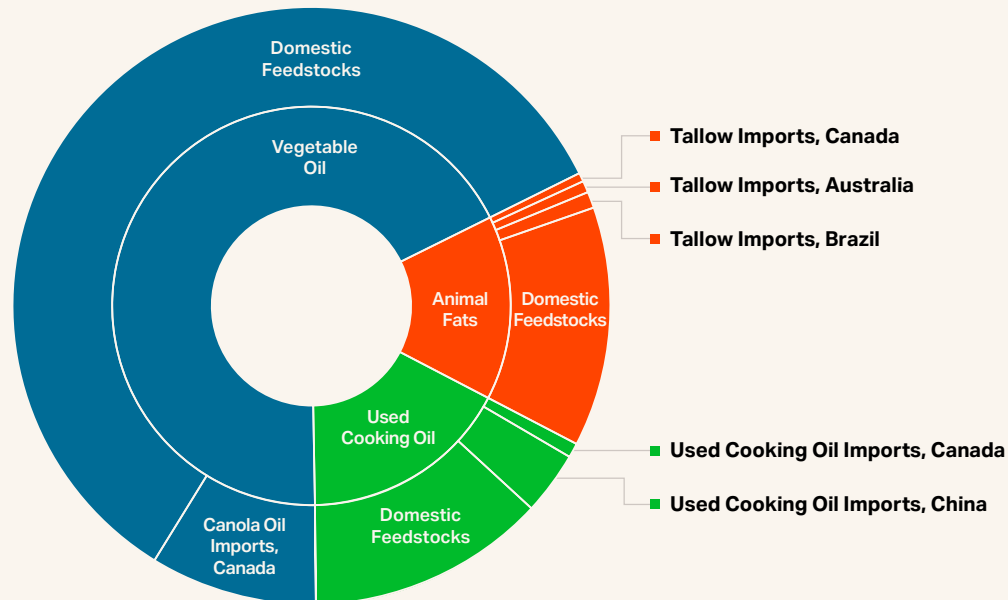 Domestic
Feedstocks
Vegetable
Oil
Tallow Imports, Canada
Tallow Imports, Australia
Tallow Imports, Brazil
Animal
Fats
Domestic
Feedstocks
Used
Cooking Oil
Used Cooking Oil Imports, Canada
Used Cooking Oil Imports, China
Domestic
Feedstocks
Canola Oil
Imports,
Canada